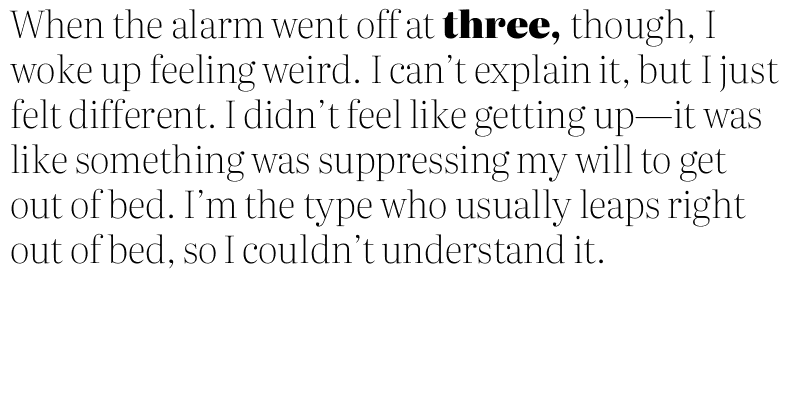 When the alarm went off at three, though, I
woke up feeling weird. I can’t explain it, but I just
felt different. I didn’t feel like getting up—it was
like something was suppressing my will to get
out of bed. I’m the type who usually leaps right
out of bed, so I couldn’t understand it.